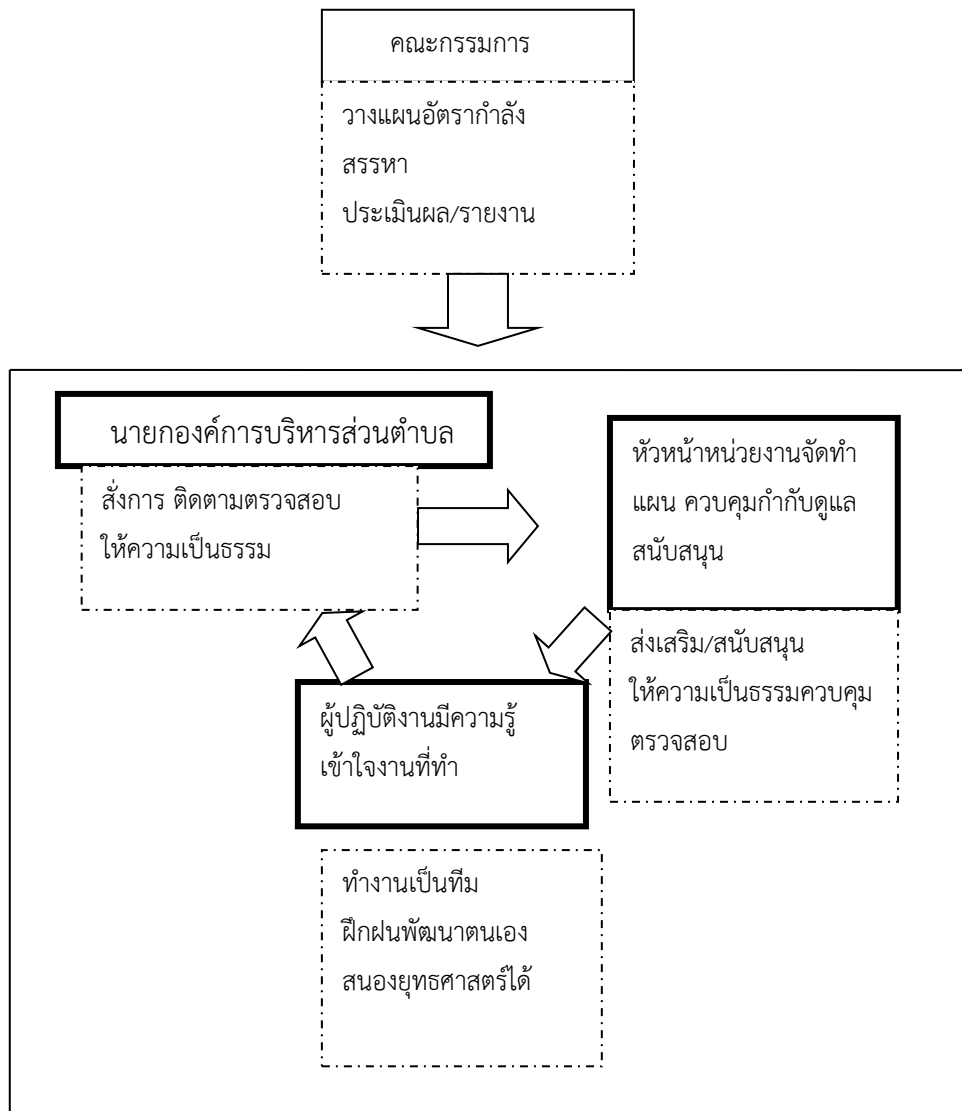 คณะกรรมการ
วางแผนอัตรากำลัง
สรรหา
ประเมินผล/รายงาน
นายกองค์การบริหารส่วนตำบล
สั่งการ ติดตามตรวจสอบ
ให้ความเป็นธรรม
หัวหน้าหน่วยงานจัดทำ
แผน ควบคุมกำกับดูแล
สนับสนุน
ส่งเสริม/สนับสนุน
ให้ความเป็นธรรมควบคุม
ตรวจสอบ
ผู้ปฏิบัติงานมีความรู้
เข้าใจงานที่ทำ
ทำงานเป็นทีม
ฝึกฝนพัฒนาตนเอง
สนองยุทธศาสตร์ได้